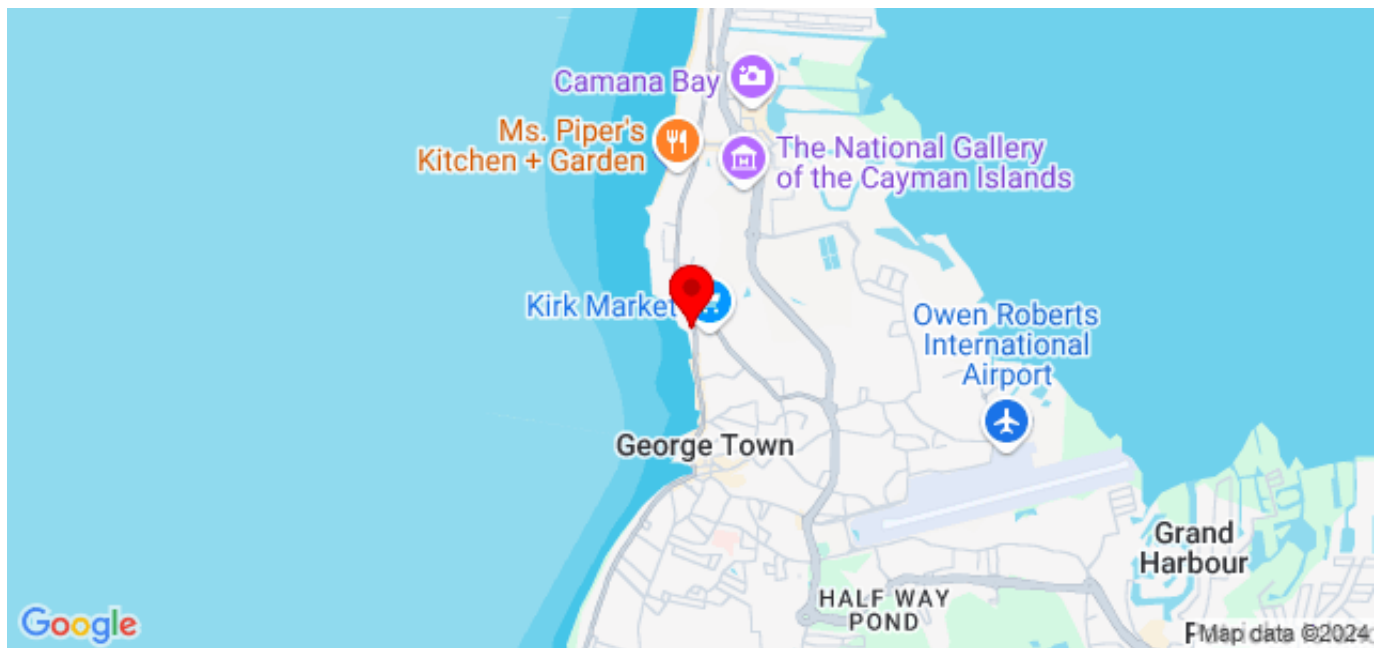 Camana Bay
Ms. Piper's
Kitchen + Garden
The National Gallery
of the Cayman Islands
Kirk Market
Owen Roberts
International
Airport
George Town
Grand
Harbour
HALF WAY
POND
Google
Map data ©2024